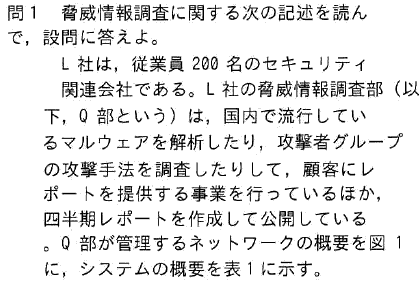 問1 脅威情報調査に関する次の記述を読ん
で，設問に答えよ。
L 社は，従業員 200 名のセキュリティ
関連会社である。L 社の脅威情報調査部（以
下，Q 部という）は，国内で流行してい
るマルウェアを解析したり，攻撃者グループ
の攻撃手法を調査したりして，顧客にレ
ポートを提供する事業を行っているほか，
四半期レポートを作成して公開している
。Q 部が管理するネットワークの概要を図 1
に，システムの概要を表 1 に示す。